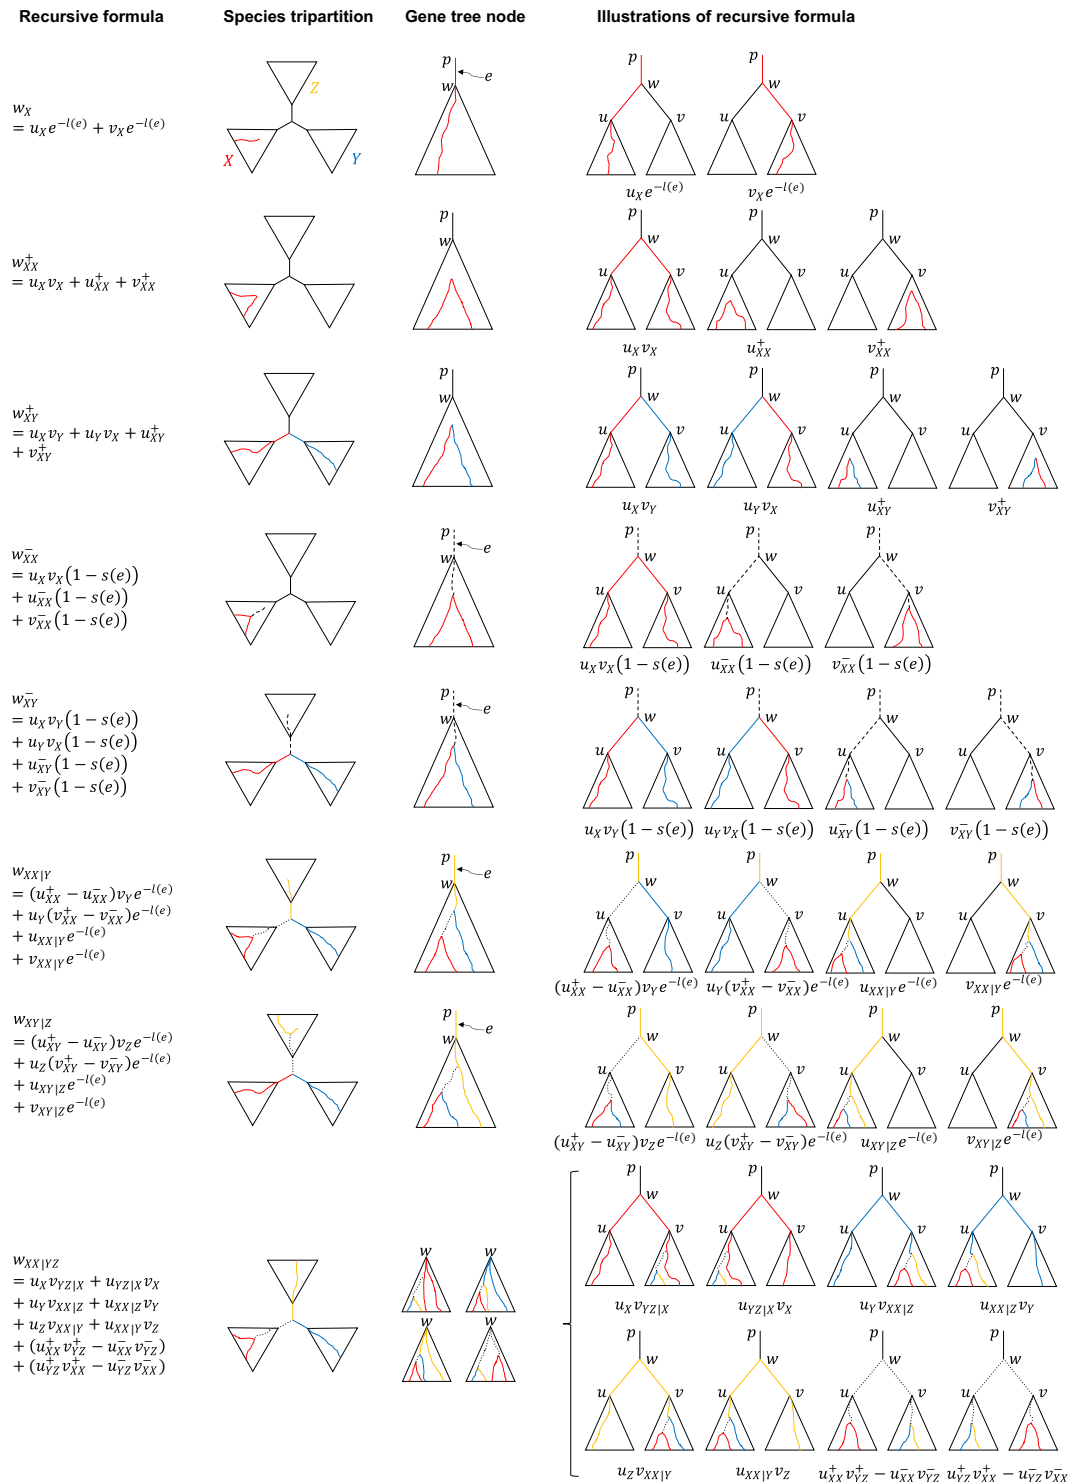 Recursive formula Species tripartition Gene tree node Illustrations of recursive formula
p e w Z X Y
w_X
= u_X e^{-l(e)} + v_X e^{-l(e)}
p w u v p w u v
u_X e^{-l(e)} v_X e^{-l(e)}
p w
w^+_{XX}
= u_X v_X + u^+_{XX} + v^+_{XX}
p w u v p w u v p w u v
u_X v_X u^+_{XX} v^+_{XX}
p w
w^+_{XY}
= u_X v_Y + u_Y v_X + u^+_{XY}
+ v^+_{XY}
p w u v p w u v p w u v p w u v
u_X v_Y u_Y v_X u^+_{XY} v^+_{XY}
p e w
w^-_{XX}
= u_X v_X(1 − s(e))
+ u^-_{XX}(1 − s(e))
+ v^-_{XX}(1 − s(e))
p w u v p w u v p w u v
u_X v_X(1 − s(e)) u^-_{XX}(1 − s(e)) v^-_{XX}(1 − s(e))
p e w
w^-_{XY}
= u_X v_Y(1 − s(e))
+ u_Y v_X(1 − s(e))
+ u^-_{XY}(1 − s(e))
+ v^-_{XY}(1 − s(e))
p w u v p w u v p w u v p w u v
u_X v_Y(1 − s(e)) u_Y v_X(1 − s(e)) u^-_{XY}(1 − s(e)) v^-_{XY}(1 − s(e))
p e w
w_{XX|Y}
= (u^+_{XX} − u^-_{XX})v_Y e^{-l(e)}
+ u_Y(v^+_{XX} − v^-_{XX})e^{-l(e)}
+ u_{XX|Y} e^{-l(e)}
+ v_{XX|Y} e^{-l(e)}
p w u v p w u v p w u v p w u v
(u^+_{XX} − u^-_{XX})v_Y e^{-l(e)} u_Y(v^+_{XX} − v^-_{XX})e^{-l(e)} u_{XX|Y} e^{-l(e)} v_{XX|Y} e^{-l(e)}
p e w
w_{XY|Z}
= (u^+_{XY} − u^-_{XY})v_Z e^{-l(e)}
+ u_Z(v^+_{XY} − v^-_{XY})e^{-l(e)}
+ u_{XY|Z} e^{-l(e)}
+ v_{XY|Z} e^{-l(e)}
p w u v p w u v p w u v p w u v
(u^+_{XY} − u^-_{XY})v_Z e^{-l(e)} u_Z(v^+_{XY} − v^-_{XY})e^{-l(e)} u_{XY|Z} e^{-l(e)} v_{XY|Z} e^{-l(e)}
w w w w
w_{XX|YZ}
= u_X v_{YZ|X} + u_{YZ|X} v_X
+ u_Y v_{XX|Z} + u_{XX|Z} v_Y
+ u_Z v_{XX|Y} + u_{XX|Y} v_Z
+ (u^+_{XX} v^+_{YZ} − u^-_{XX} v^-_{YZ})
+ (u^+_{YZ} v^+_{XX} − u^-_{YZ} v^-_{XX})
p w u v p w u v p w u v p w u v
u_X v_{YZ|X} u_{YZ|X} v_X u_Y v_{XX|Z} u_{XX|Z} v_Y
p w u v p w u v p w u v p w u v
u_Z v_{XX|Y} u_{XX|Y} v_Z u^+_{XX} v^+_{YZ} − u^-_{XX} v^-_{YZ} u^+_{YZ} v^+_{XX} − u^-_{YZ} v^-_{XX}